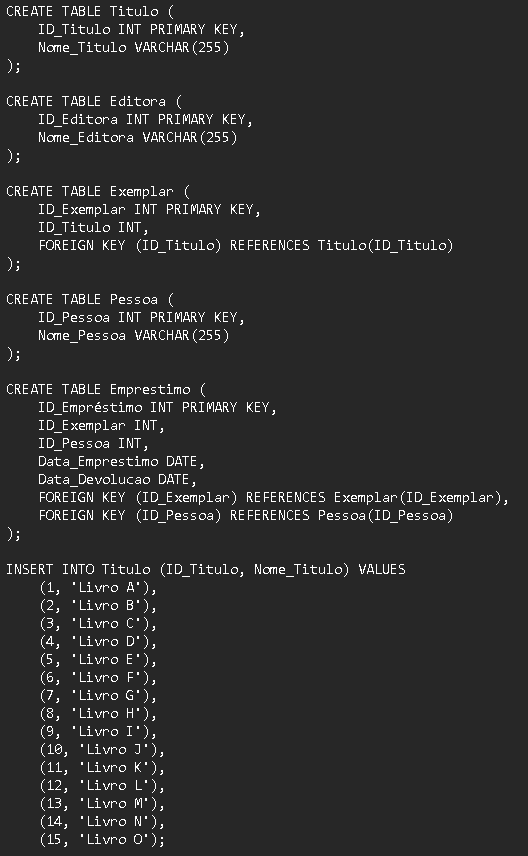 CREATE TABLE Titulo (
    ID_Titulo INT PRIMARY KEY,
    Nome_Titulo VARCHAR(255)
);

CREATE TABLE Editora (
    ID_Editora INT PRIMARY KEY,
    Nome_Editora VARCHAR(255)
);

CREATE TABLE Exemplar (
    ID_Exemplar INT PRIMARY KEY,
    ID_Titulo INT,
    FOREIGN KEY (ID_Titulo) REFERENCES Titulo(ID_Titulo)
);

CREATE TABLE Pessoa (
    ID_Pessoa INT PRIMARY KEY,
    Nome_Pessoa VARCHAR(255)
);

CREATE TABLE Emprestimo (
    ID_Empréstimo INT PRIMARY KEY,
    ID_Exemplar INT,
    ID_Pessoa INT,
    Data_Emprestimo DATE,
    Data_Devolucao DATE,
    FOREIGN KEY (ID_Exemplar) REFERENCES Exemplar(ID_Exemplar),
    FOREIGN KEY (ID_Pessoa) REFERENCES Pessoa(ID_Pessoa)
);

INSERT INTO Titulo (ID_Titulo, Nome_Titulo) VALUES
    (1, 'Livro A'),
    (2, 'Livro B'),
    (3, 'Livro C'),
    (4, 'Livro D'),
    (5, 'Livro E'),
    (6, 'Livro F'),
    (7, 'Livro G'),
    (8, 'Livro H'),
    (9, 'Livro I'),
    (10, 'Livro J'),
    (11, 'Livro K'),
    (12, 'Livro L'),
    (13, 'Livro M'),
    (14, 'Livro N'),
    (15, 'Livro O');